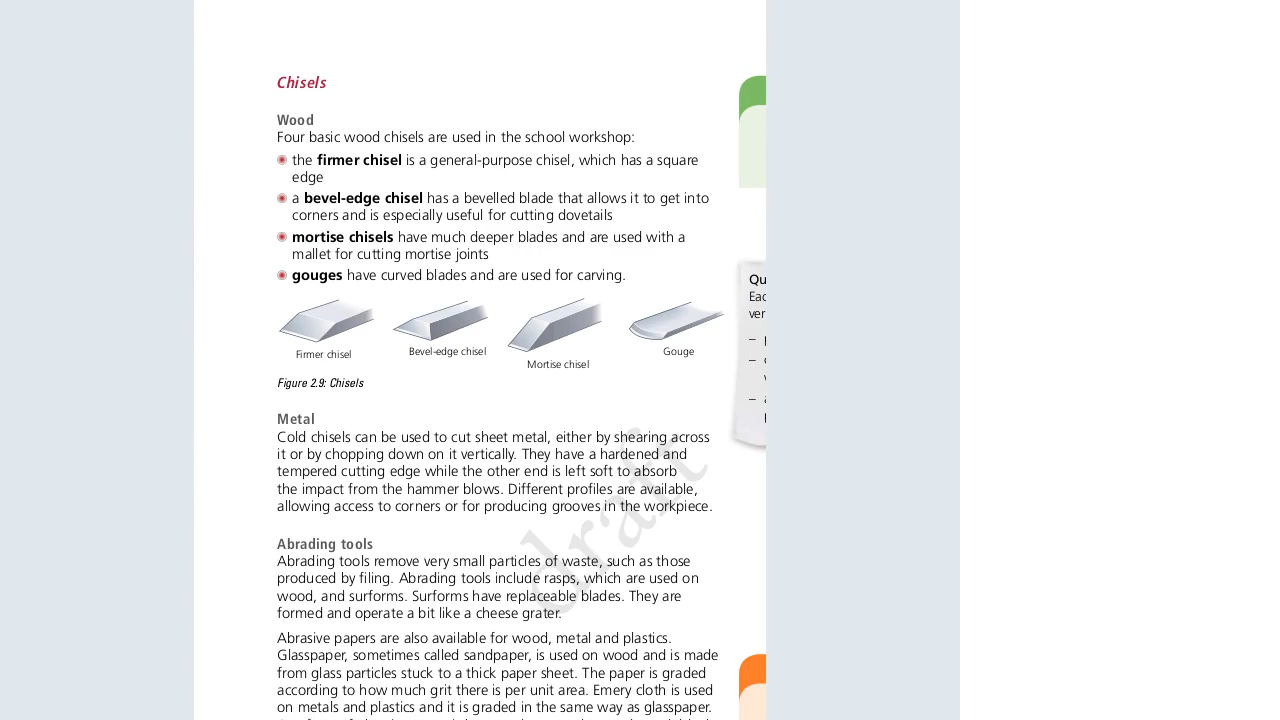 Chisels
Wood
Four basic wood chisels are used in the school workshop:
the firmer chisel is a general-purpose chisel, which has a square
edge
a bevel-edge chisel has a bevelled blade that allows it to get into
corners and is especially useful for cutting dovetails
mortise chisels have much deeper blades and are used with a
mallet for cutting mortise joints
gouges have curved blades and are used for carving.
Firmer chisel
Bevel-edge chisel
Mortise chisel
Gouge
Figure 2.9: Chisels
Metal
Cold chisels can be used to cut sheet metal, either by shearing across
it or by chopping down on it vertically. They have a hardened and
tempered cutting edge while the other end is left soft to absorb
the impact from the hammer blows. Different profiles are available,
allowing access to corners or for producing grooves in the workpiece.
Abrading tools
Abrading tools remove very small particles of waste, such as those
produced by filing. Abrading tools include rasps, which are used on
wood, and surforms. Surforms have replaceable blades. They are
formed and operate a bit like a cheese grater.
Abrasive papers are also available for wood, metal and plastics.
Glasspaper, sometimes called sandpaper, is used on wood and is made
from glass particles stuck to a thick paper sheet. The paper is graded
according to how much grit there is per unit area. Emery cloth is used
on metals and plastics and it is graded in the same way as glasspaper.
draft